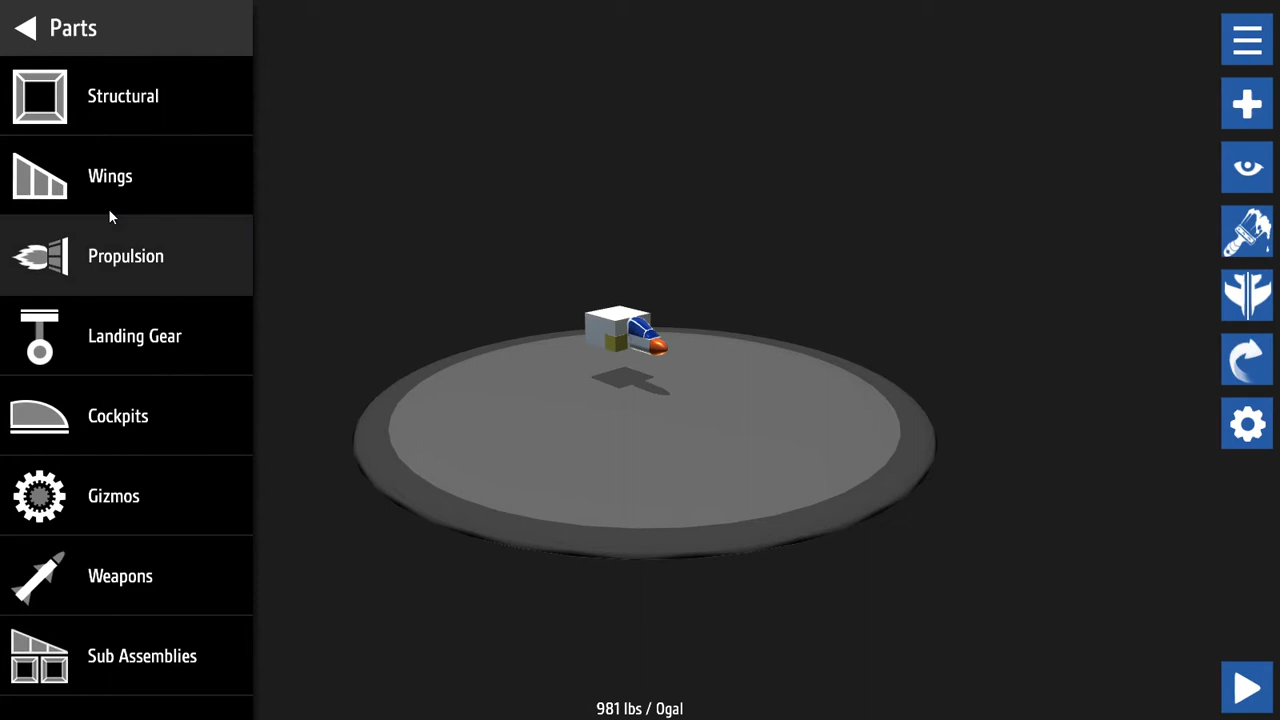 Parts
Structural
Wings
Propulsion
Landing Gear
Cockpits
Gizmos
Weapons
Sub Assemblies
981 lbs / 0gal